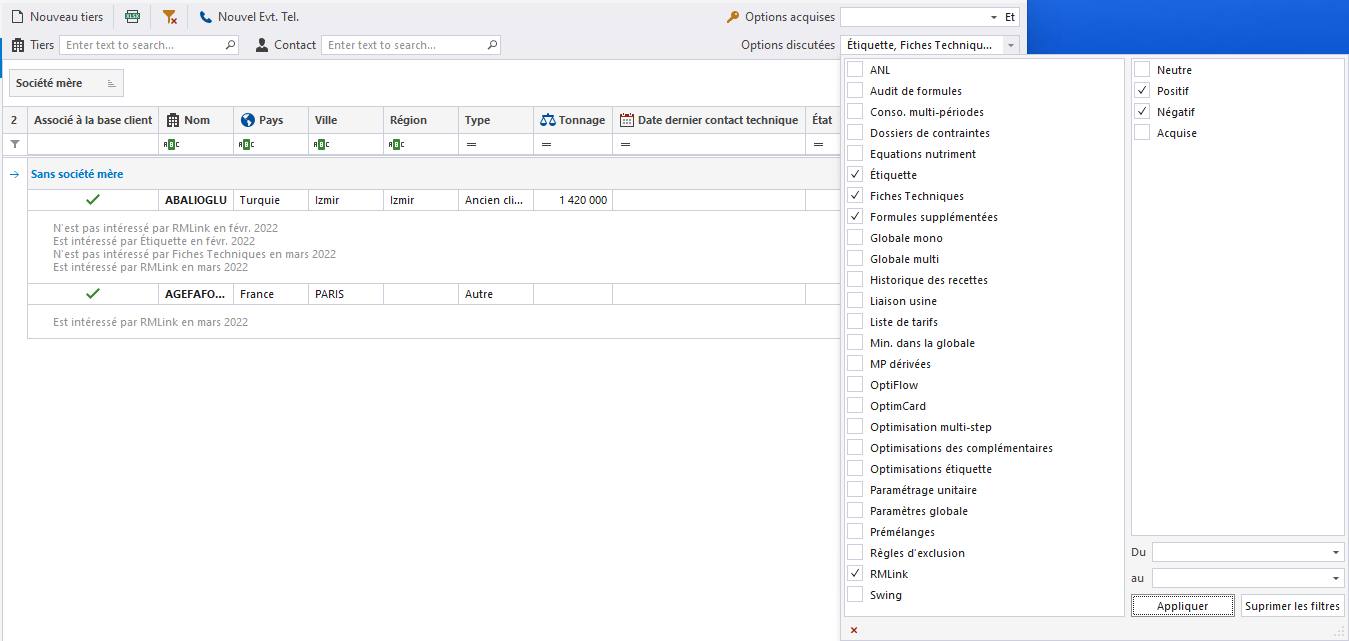 Nouveau tiers XLSX Nouvel Evt. Tel. Options acquises Et
Tiers Enter text to search... Contact Enter text to search... Options discutées Étiquette, Fiches Techniqu...
Société mère
2 Associé à la base client Nom Pays Ville Région Type Tonnage Date dernier contact technique État
ABC ABC ABC ABC = = = =
Sans société mère
ABALIOGLU Turquie Izmir Izmir Ancien cli... 1 420 000
N'est pas intéressé par RMLink en févr. 2022
Est intéressé par Étiquette en févr. 2022
N'est pas intéressé par Fiches Techniques en mars 2022
Est intéressé par RMLink en mars 2022
AGEFAFO... France PARIS Autre
Est intéressé par RMLink en mars 2022
ANL
Audit de formules
Conso. multi-périodes
Dossiers de contraintes
Equations nutriment
Étiquette
Fiches Techniques
Formules supplémentées
Globale mono
Globale multi
Historique des recettes
Liaison usine
Liste de tarifs
Min. dans la globale
MP dérivées
OptiFlow
OptimCard
Optimisation multi-step
Optimisations des complémentaires
Optimisations étiquette
Paramétrage unitaire
Paramètres globale
Prémélanges
Règles d'exclusion
RMLink
Swing
Neutre
Positif
Négatif
Acquise
Du
au
Appliquer Suprimer les filtres